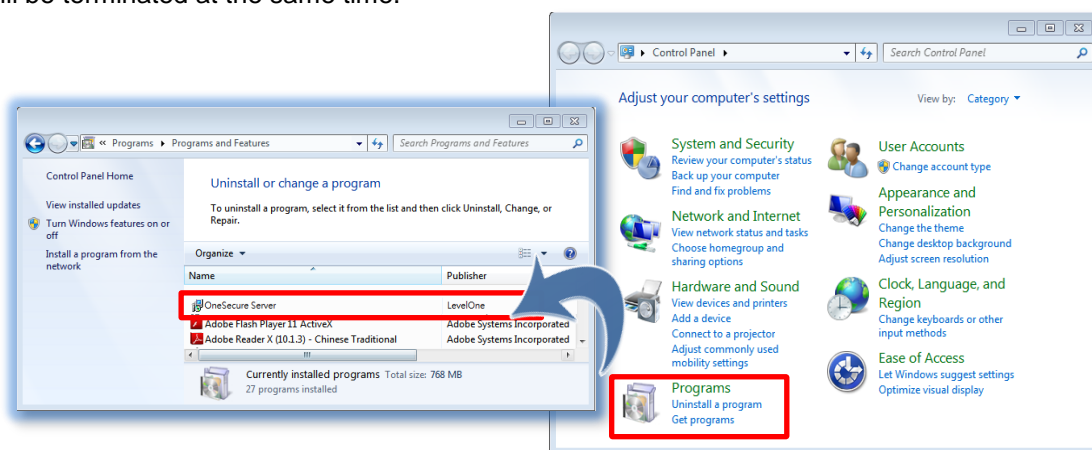 be terminated at the same time.
Control Panel
Search Control Panel
Adjust your computer's settings
View by: Category
System and Security
Review your computer's status
Back up your computer
Find and fix problems
Network and Internet
View network status and tasks
Choose homegroup and
sharing options
Hardware and Sound
View devices and printers
Add a device
Connect to a projector
Adjust commonly used
mobility settings
Programs
Uninstall a program
Get programs
User Accounts
Change account type
Appearance and
Personalization
Change the theme
Change desktop background
Adjust screen resolution
Clock, Language, and
Region
Change keyboards or other
input methods
Ease of Access
Let Windows suggest settings
Optimize visual display
« Programs Programs and Features
Search Programs and Features
Control Panel Home
View installed updates
Turn Windows features on or
off
Install a program from the
network
Uninstall or change a program
To uninstall a program, select it from the list and then click Uninstall, Change, or
Repair.
Organize
Name Publisher
OneSecure Server LevelOne
Adobe Flash Player 11 ActiveX Adobe Systems Incorporated
Adobe Reader X (10.1.3) - Chinese Traditional Adobe Systems Incorporated
Currently installed programs Total size: 768 MB
27 programs installed